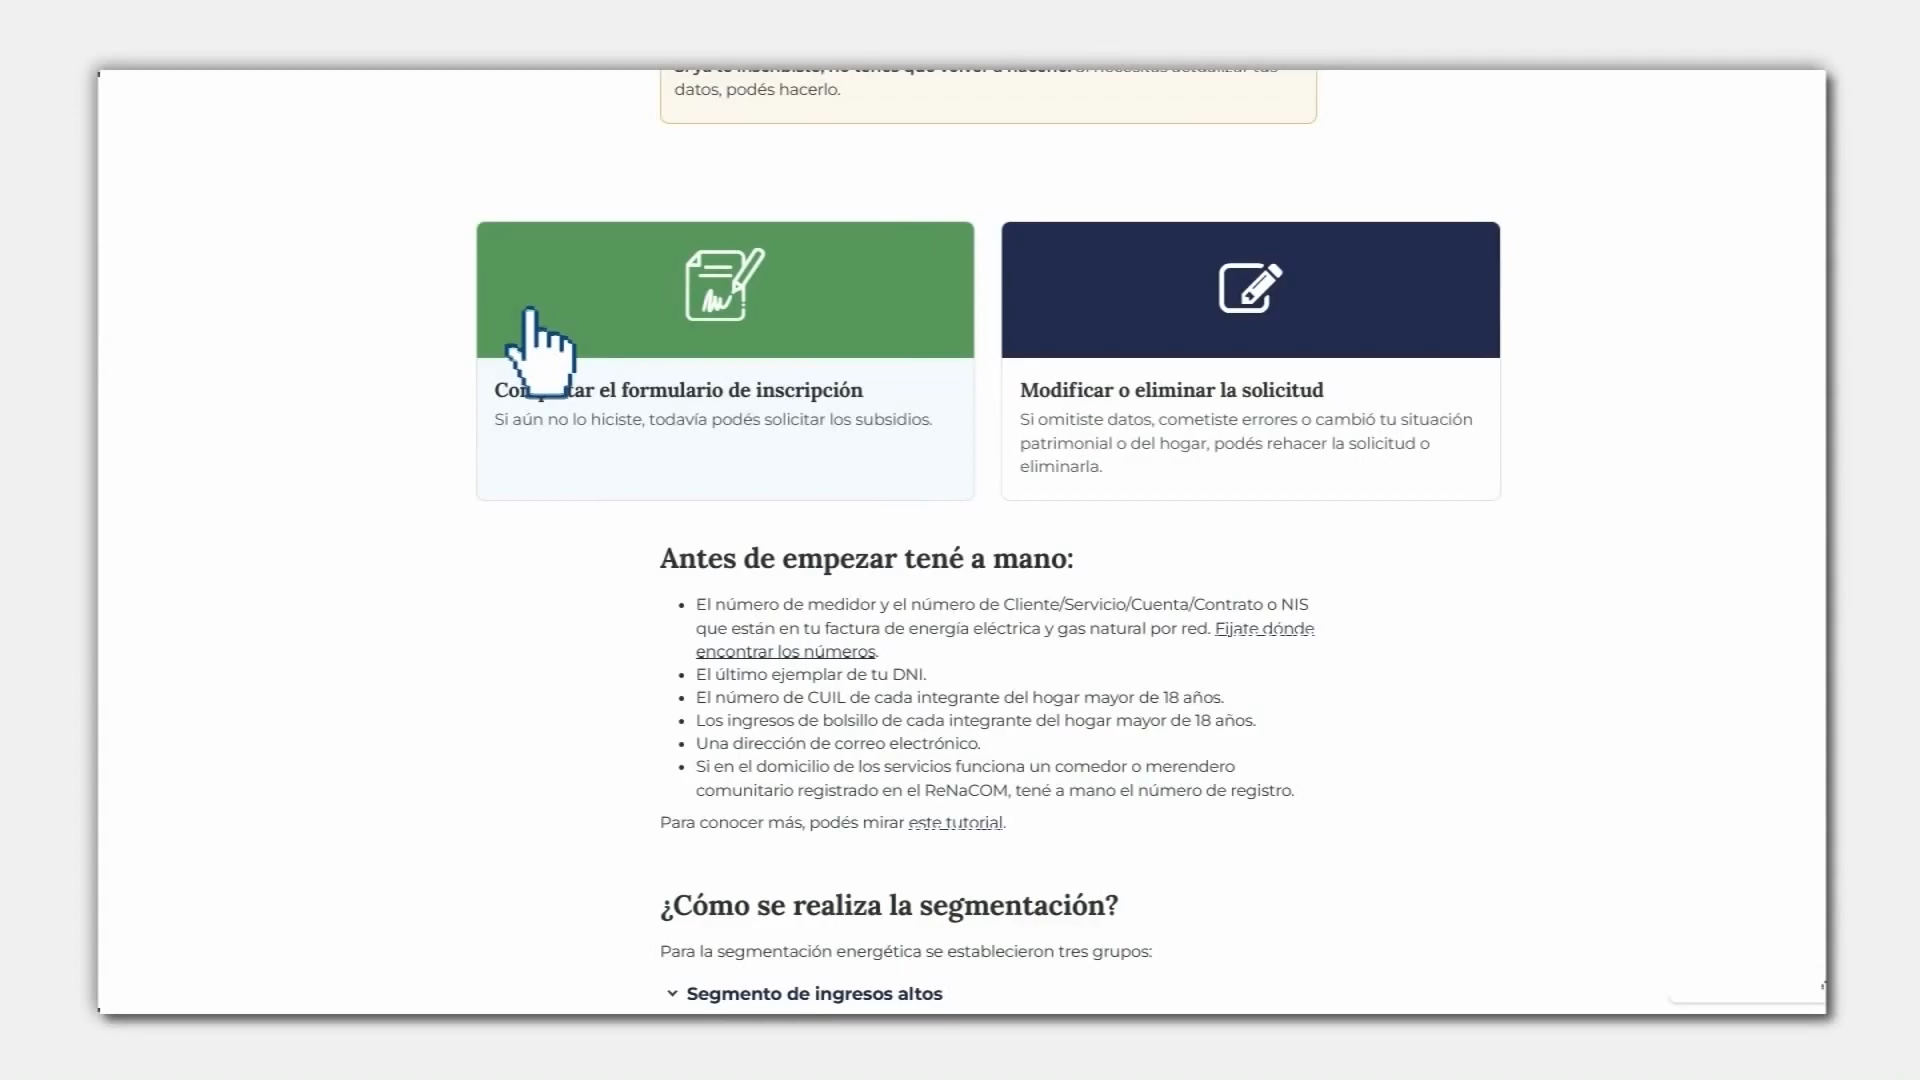 datos, podés hacerlo.
Completar el formulario de inscripción
Si aún no lo hiciste, todavía podés solicitar los subsidios.
Modificar o eliminar la solicitud
Si omitiste datos, cometiste errores o cambió tu situación
patrimonial o del hogar, podés rehacer la solicitud o
eliminarla.
Antes de empezar tené a mano:
El número de medidor y el número de Cliente/Servicio/Cuenta/Contrato o NIS
que están en tu factura de energía eléctrica y gas natural por red. Fijate dónde
encontrar los números.
El último ejemplar de tu DNI.
El número de CUIL de cada integrante del hogar mayor de 18 años.
Los ingresos de bolsillo de cada integrante del hogar mayor de 18 años.
Una dirección de correo electrónico.
Si en el domicilio de los servicios funciona un comedor o merendero
comunitario registrado en el ReNaCOM, tené a mano el número de registro.
Para conocer más, podés mirar este tutorial.
¿Cómo se realiza la segmentación?
Para la segmentación energética se establecieron tres grupos:
Segmento de ingresos altos